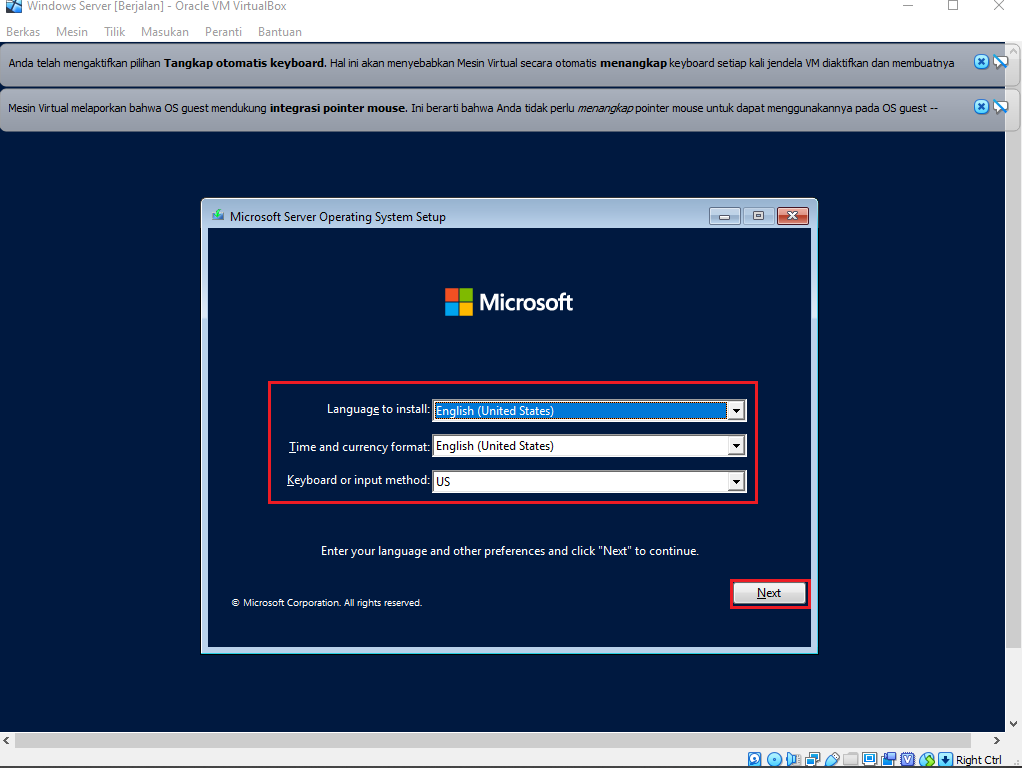 Windows Server [Berjalan] - Oracle VM VirtualBox
Berkas Mesin Tilik Masukan Peranti Bantuan
Anda telah mengaktifkan pilihan Tangkap otomatis keyboard. Hal ini akan menyebabkan Mesin Virtual secara otomatis menangkap keyboard setiap kali jendela VM diaktifkan dan membuatnya
Mesin Virtual melaporkan bahwa OS guest mendukung integrasi pointer mouse. Ini berarti bahwa Anda tidak perlu menangkap pointer mouse untuk dapat menggunakannya pada OS guest --
Microsoft Server Operating System Setup
Microsoft
Language to install: English (United States)
Time and currency format: English (United States)
Keyboard or input method: US
Enter your language and other preferences and click "Next" to continue.
Next
© Microsoft Corporation. All rights reserved.
Right Ctrl